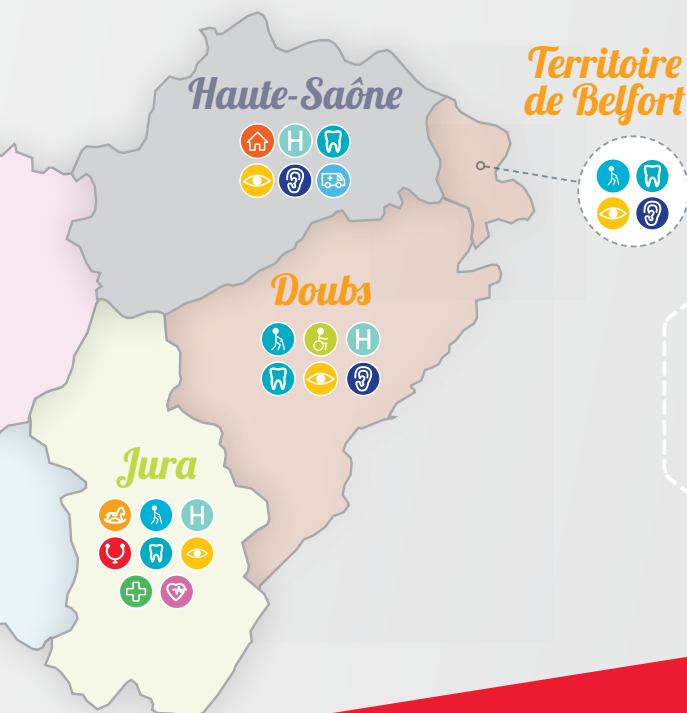 Haute-Saône
H
Territoire
de Belfort
Doubs
H
Jura
H